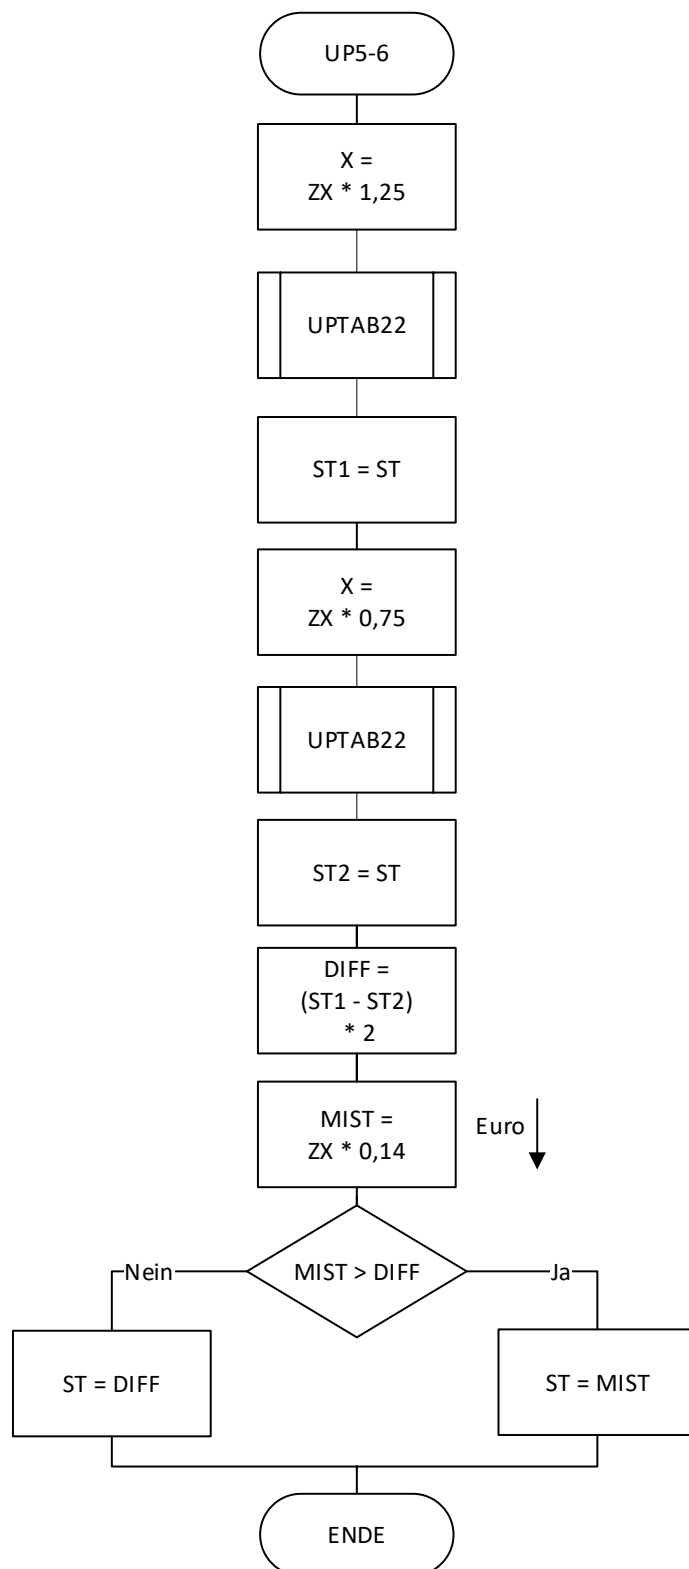 UP5-6
X =
ZX * 1,25
UPTAB22
ST1 = ST
X =
ZX * 0,75
UPTAB22
ST2 = ST
DIFF =
(ST1 - ST2)
* 2
MIST =
ZX * 0,14
Euro
Nein
MIST > DIFF
Ja
ST = DIFF
ST = MIST
ENDE